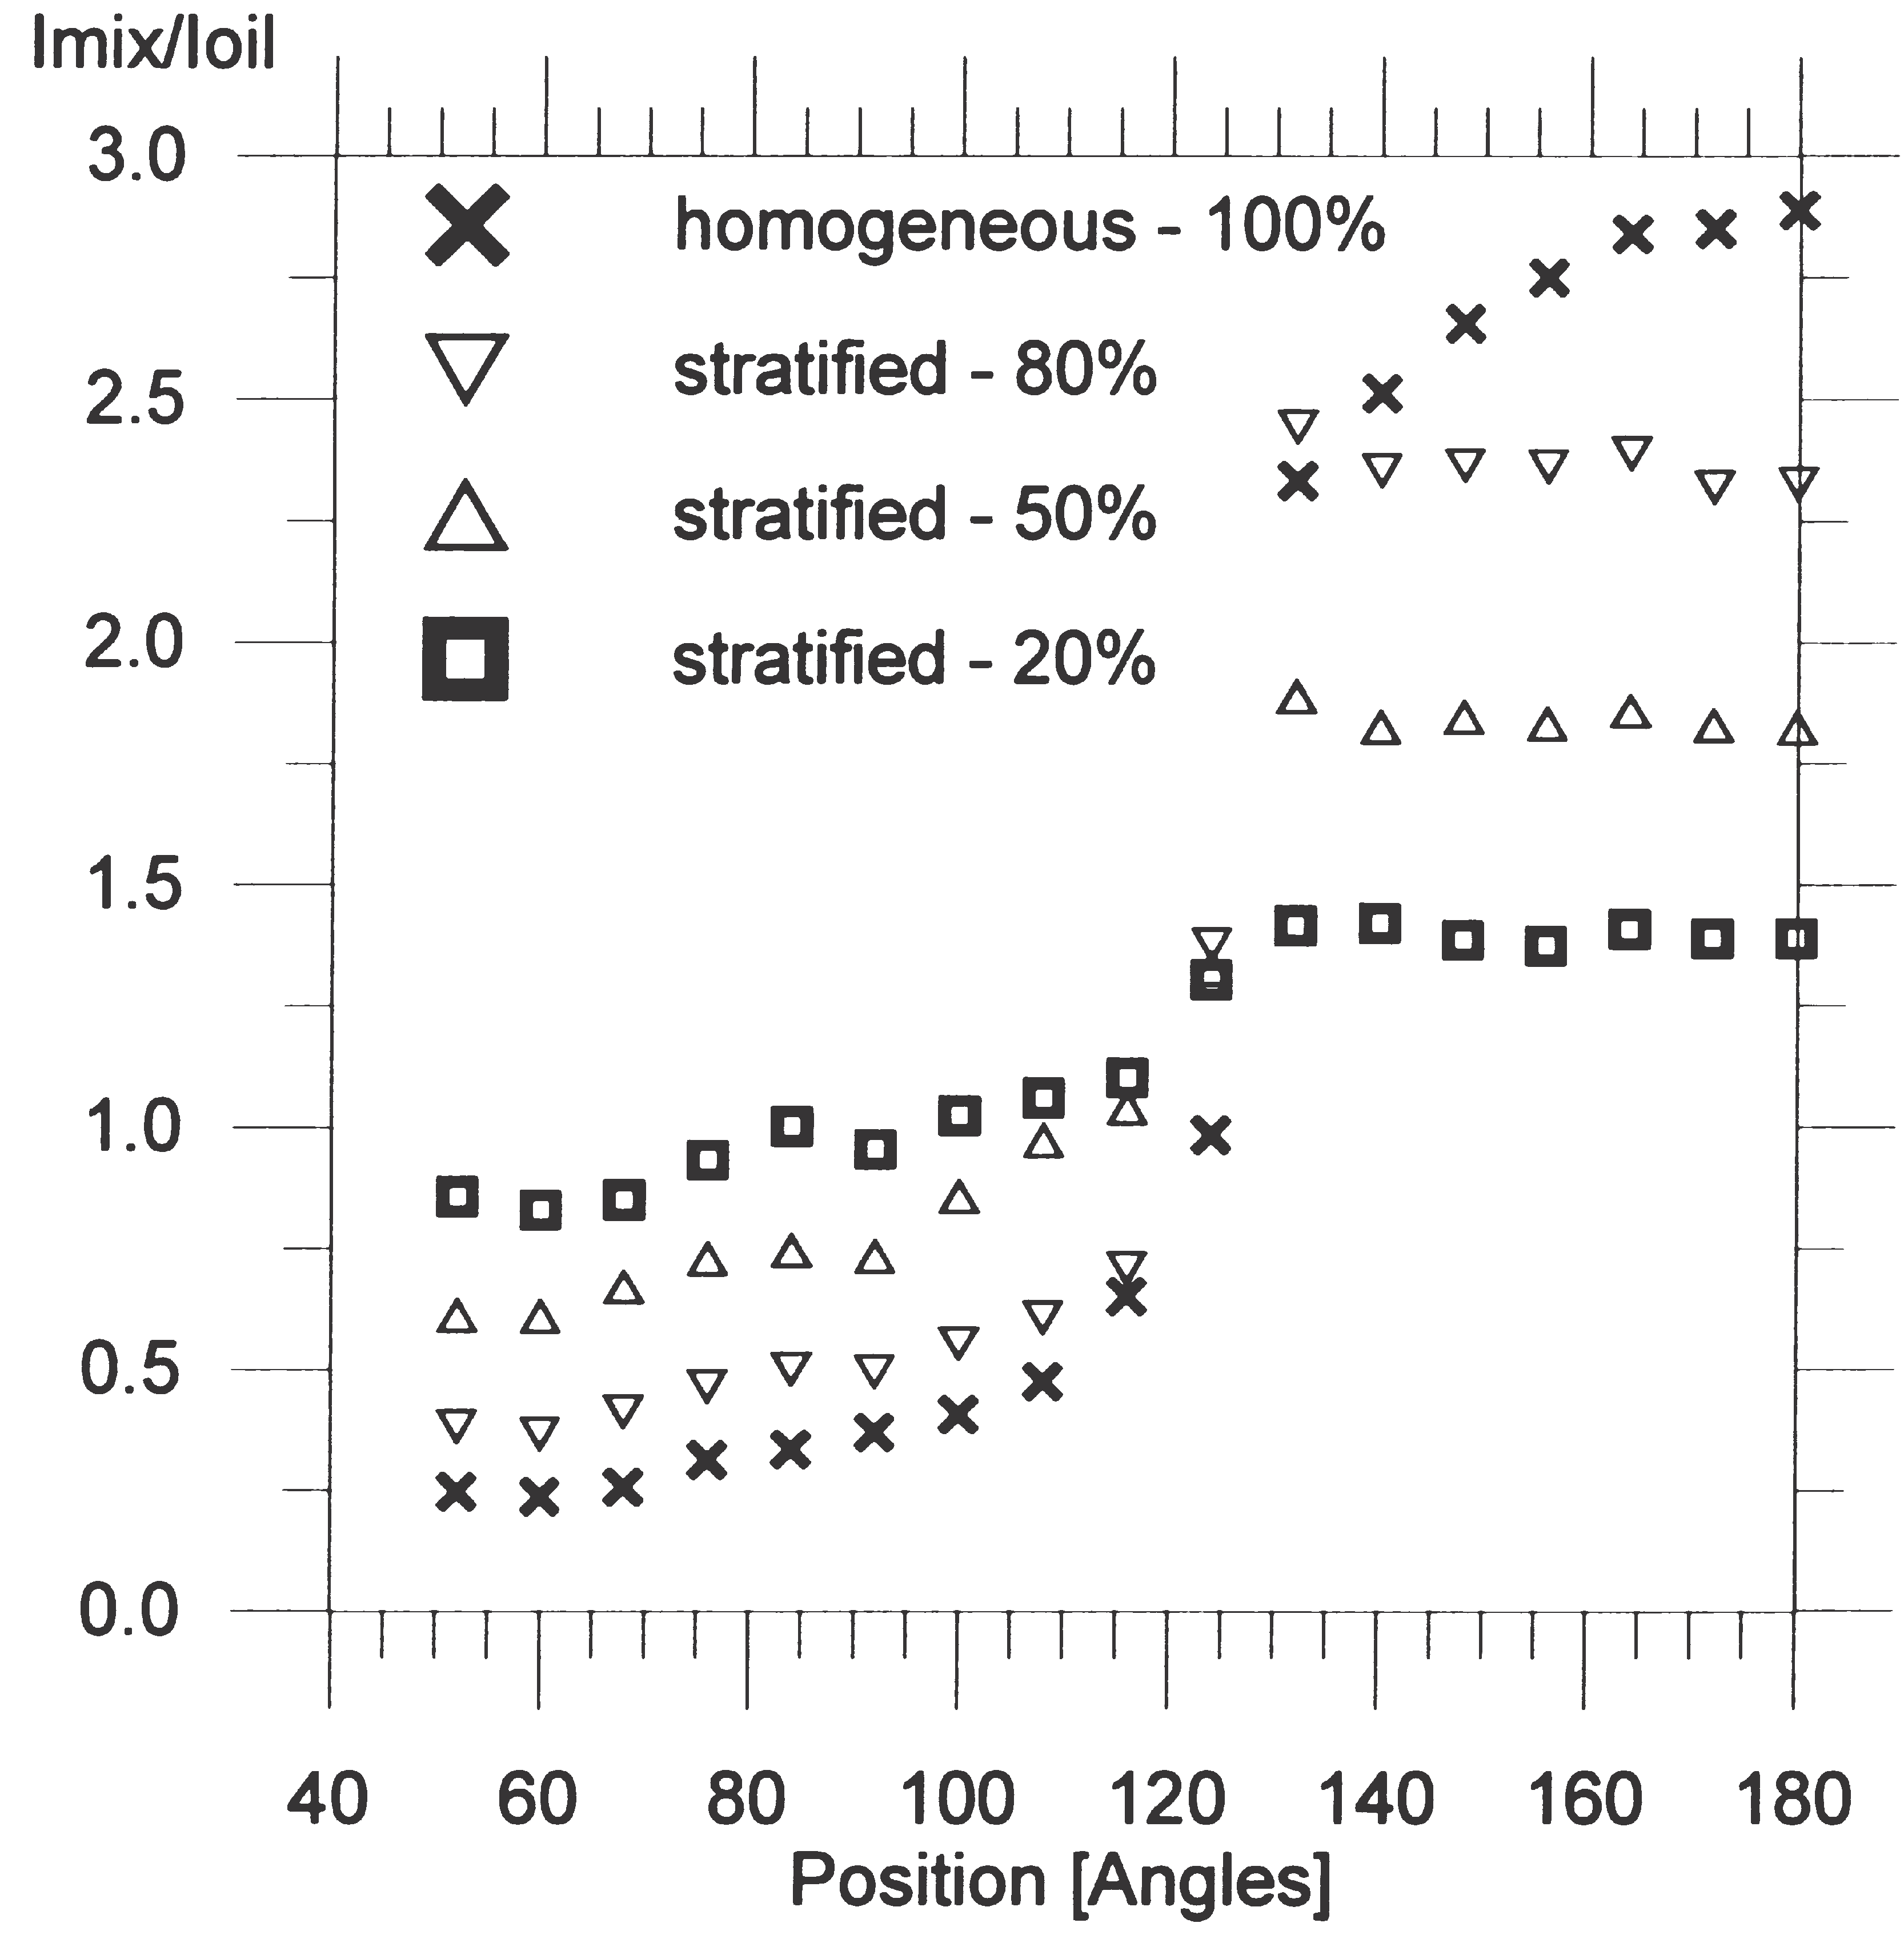 Imix/Ioil
3.0
homogeneous - 100%
stratified - 80%
2.5
stratified - 50%
2.0
stratified - 20%
1.5
1.0
0.5
0.0
40 60 80 100 120 140 160 180
Position [Angles]